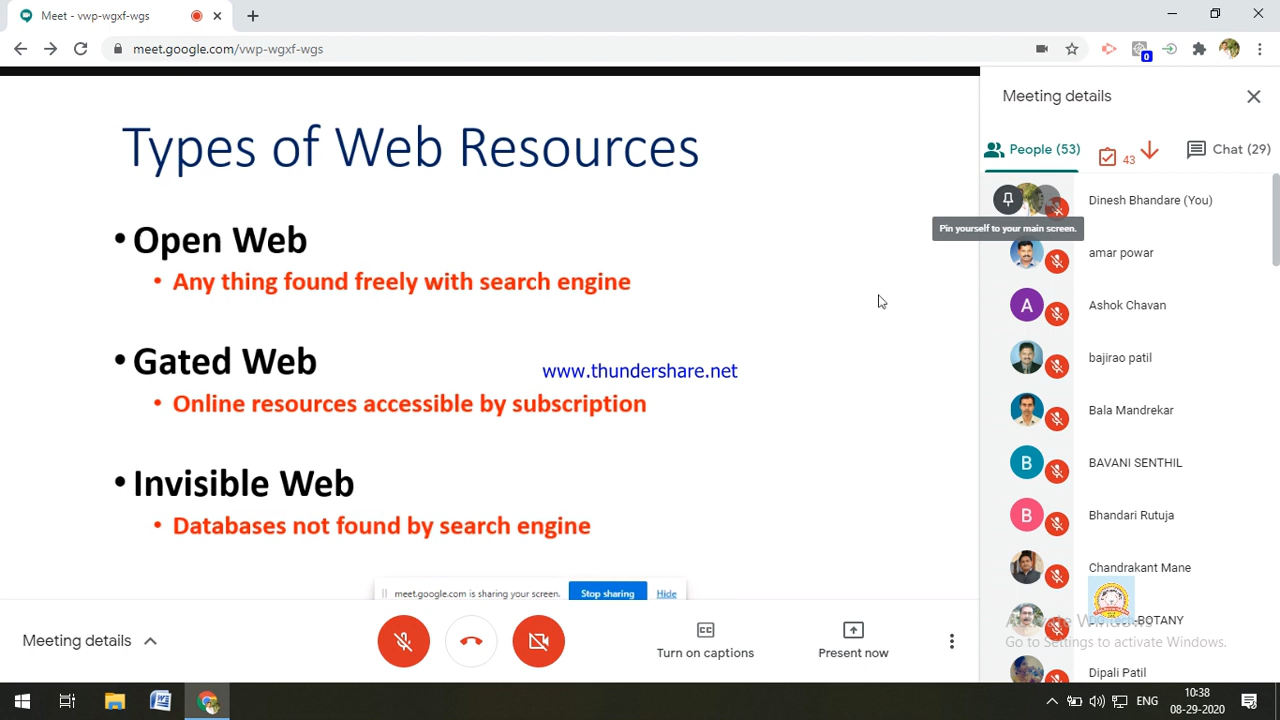 Meet - vwp-wgxf-wgs
meet.google.com/vwp-wgxf-wgs
0
Types of Web Resources
• Open Web
• Any thing found freely with search engine
• Gated Web
• Online resources accessible by subscription
www.thundershare.net
• Invisible Web
• Databases not found by search engine
meet.google.com is sharing your screen.
Stop sharing
Hide
Meeting details
Turn on captions
Present now
Meeting details
People (53)
43
Chat (29)
Dinesh Bhandare (You)
Pin yourself to your main screen.
amar powar
A
Ashok Chavan
bajirao patil
Bala Mandrekar
B
BAVANI SENTHIL
B
Bhandari Rutuja
Chandrakant Mane
BOTANY
Activate Windows
Go to Settings to activate Windows.
Dipali Patil
ENG
10:38
08-29-2020